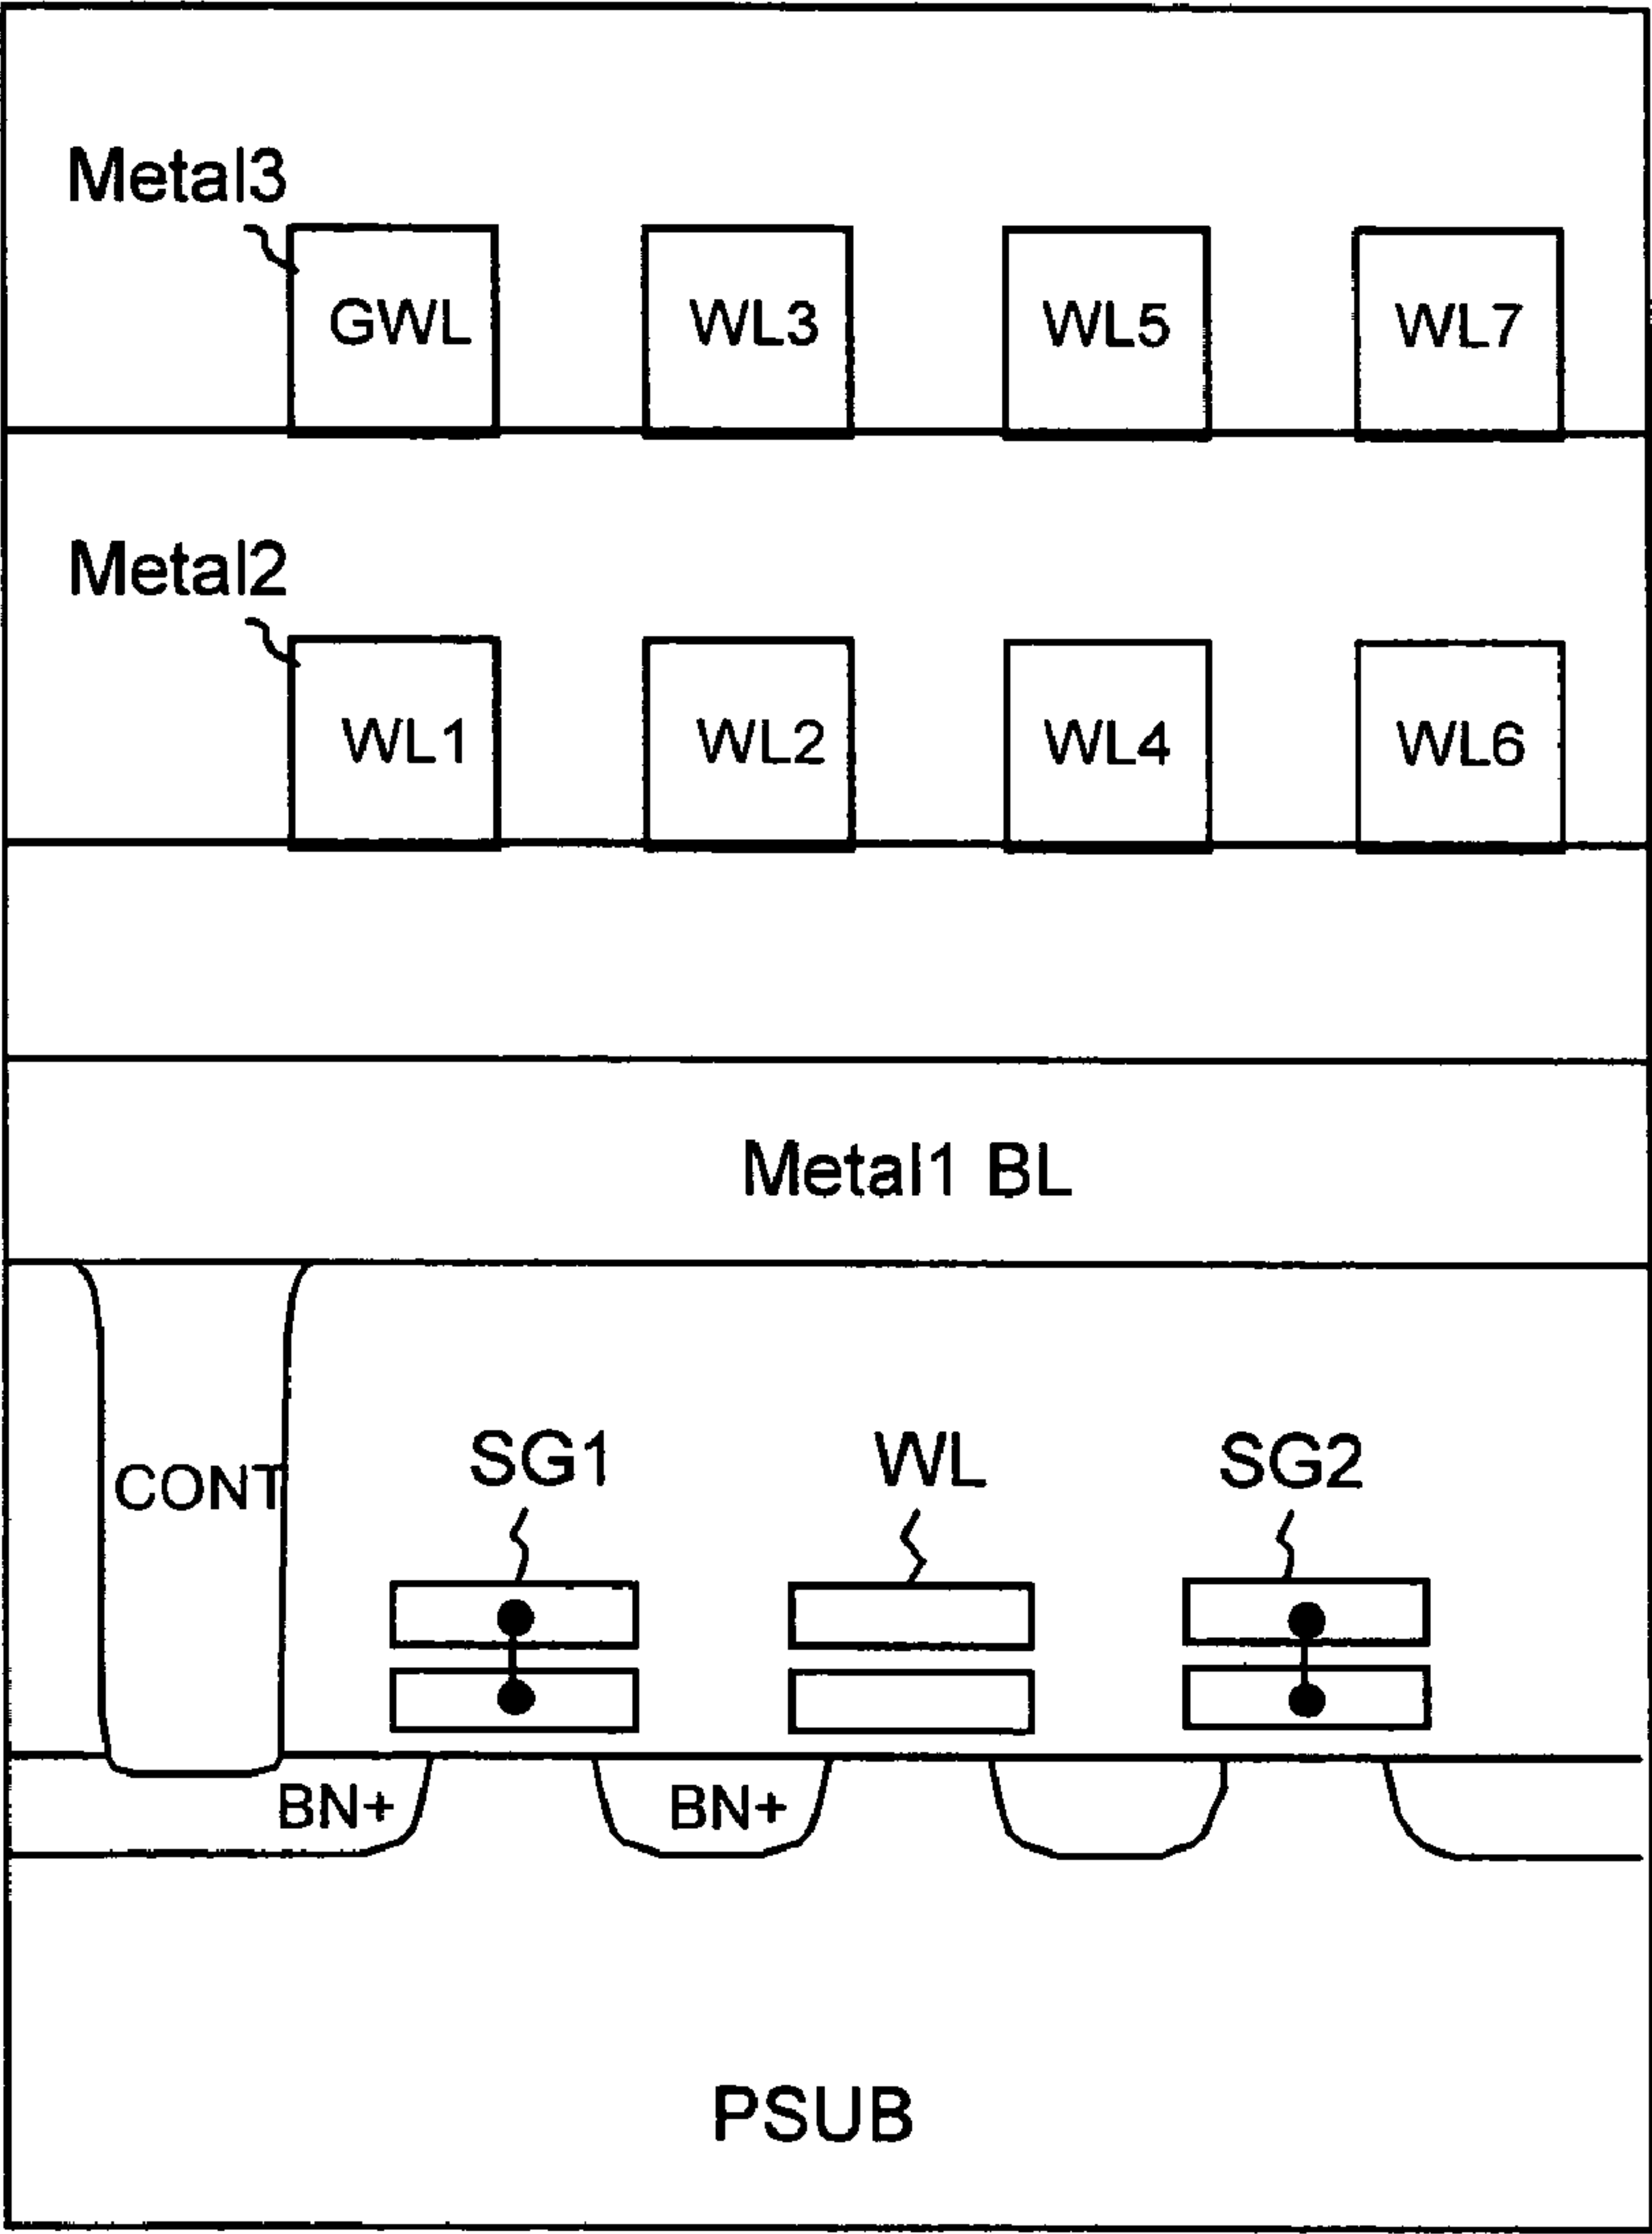 Metal3
GWL WL3 WL5 WL7
Metal2
WL1 WL2 WL4 WL6
Metal1 BL
SG1 WL SG2
CONT
BN+ BN+
PSUB